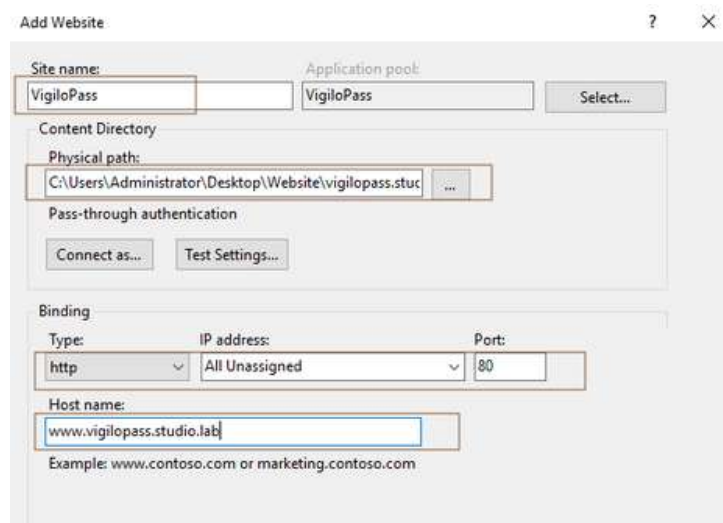 Add Website ? ×
Site name: Application pool:
VigiloPass VigiloPass Select...
Content Directory
Physical path:
C:\Users\Administrator\Desktop\Website\vigilopass.stuc ...
Pass-through authentication
Connect as... Test Settings...
Binding
Type: IP address: Port:
http All Unassigned 80
Host name:
www.vigilopass.studio.lab
Example: www.contoso.com or marketing.contoso.com